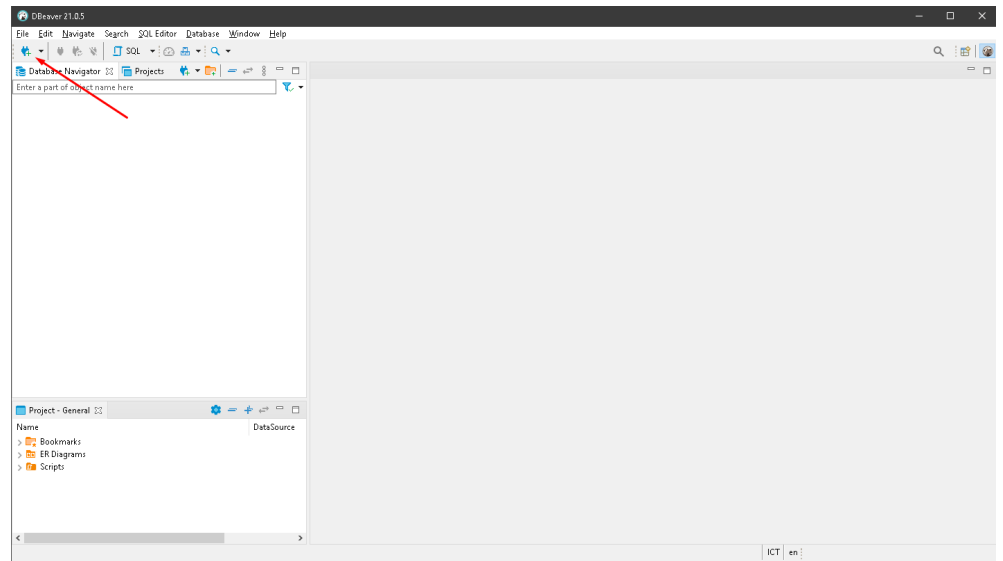 DBeaver 21.0.5
File Edit Navigate Search SQL Editor Database Window Help
SQL
Database Navigator Projects
Enter a part of object name here
Project - General
Name DataSource
Bookmarks
ER Diagrams
Scripts
ICT en